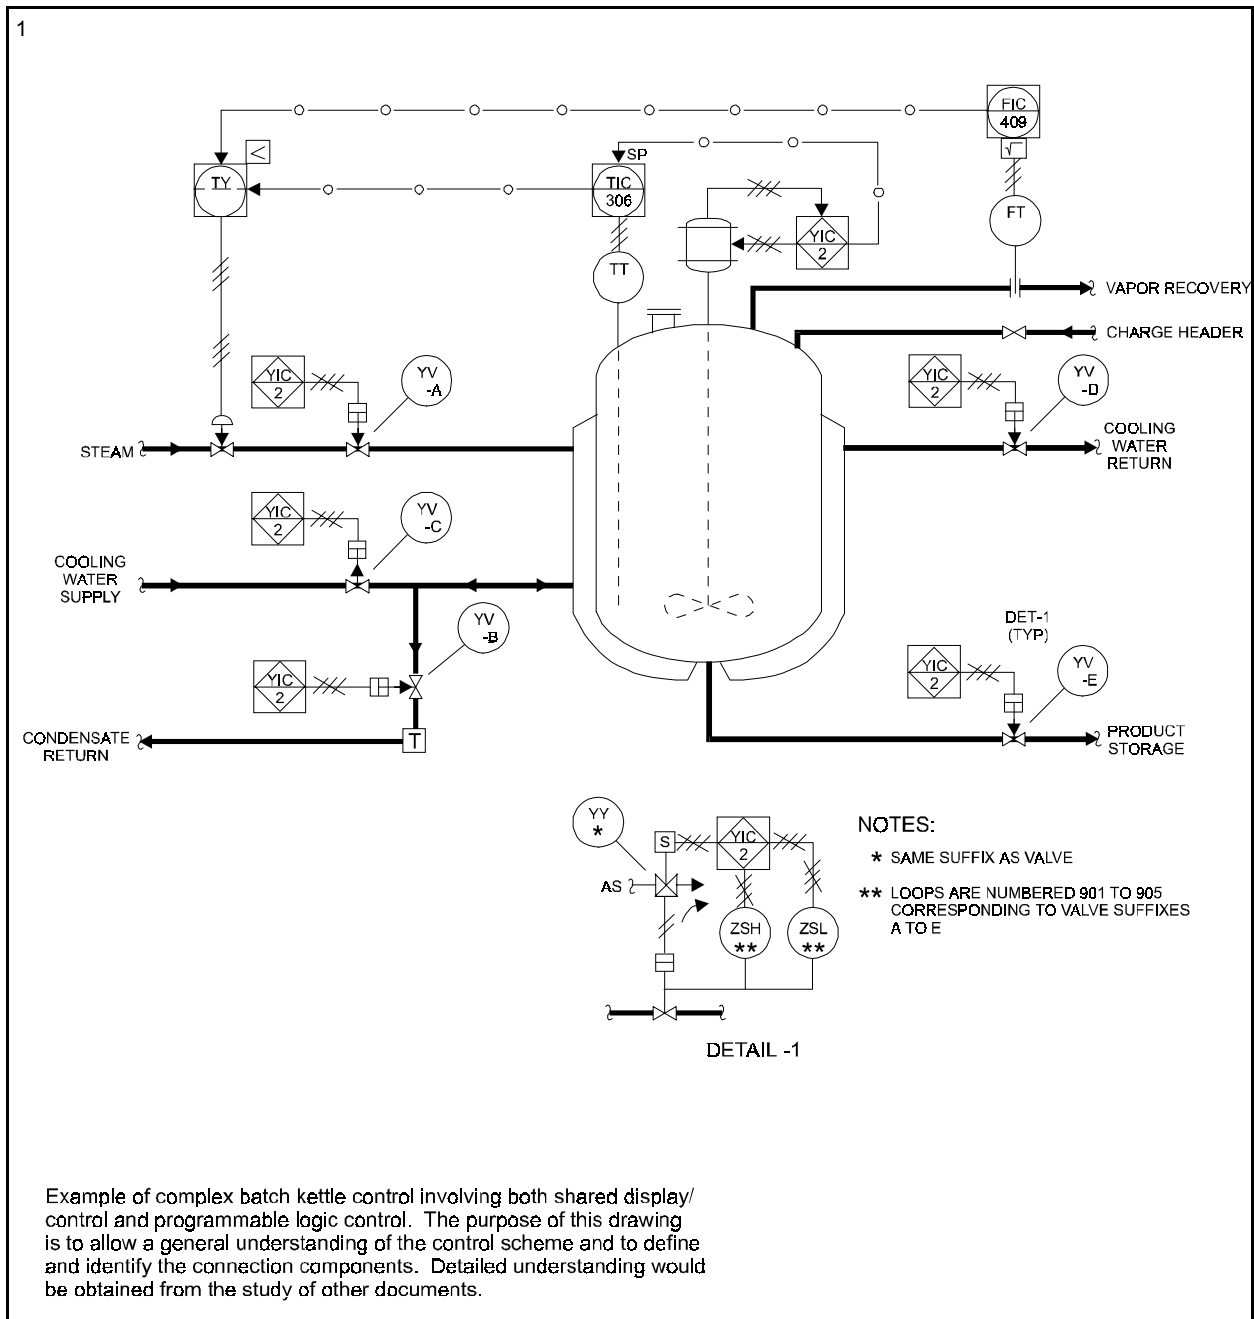 1
FIC
409
√
<
SP
TY
TIC
306
YIC
2
FT
TT
VAPOR RECOVERY
CHARGE HEADER
YIC
2
YV
-A
YIC
2
YV
-D
STEAM
COOLING
WATER
RETURN
YIC
2
YV
-C
COOLING
WATER
SUPPLY
YV
-B
DET-1
(TYP)
YIC
2
YIC
2
YV
-E
CONDENSATE
RETURN
T
PRODUCT
STORAGE
YY
*
S
YIC
2
AS
ZSH
**
ZSL
**
DETAIL -1
NOTES:
* SAME SUFFIX AS VALVE
** LOOPS ARE NUMBERED 901 TO 905
CORRESPONDING TO VALVE SUFFIXES
A TO E
Example of complex batch kettle control involving both shared display/
control and programmable logic control. The purpose of this drawing
is to allow a general understanding of the control scheme and to define
and identify the connection components. Detailed understanding would
be obtained from the study of other documents.